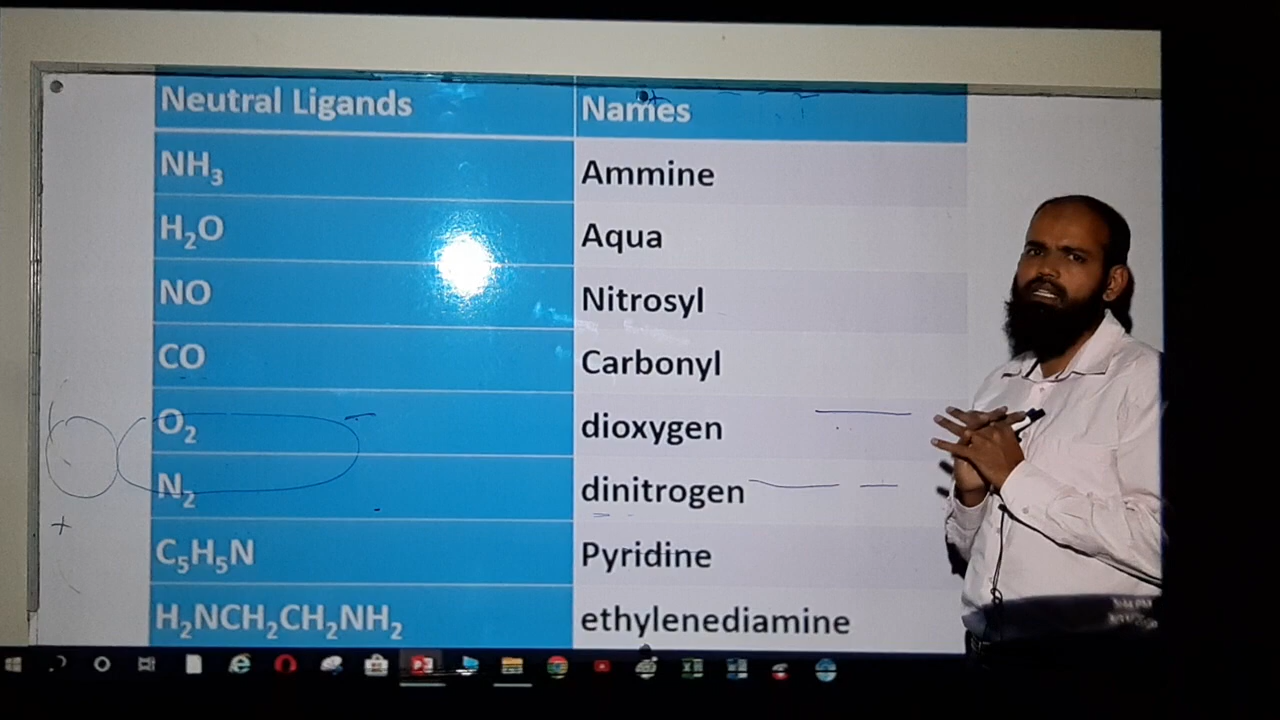 Neutral Ligands Names
NH₃ Ammine
H₂O Aqua
NO Nitrosyl
CO Carbonyl
O₂ dioxygen
N₂ dinitrogen
C₅H₅N Pyridine
H₂NCH₂CH₂NH₂ ethylenediamine